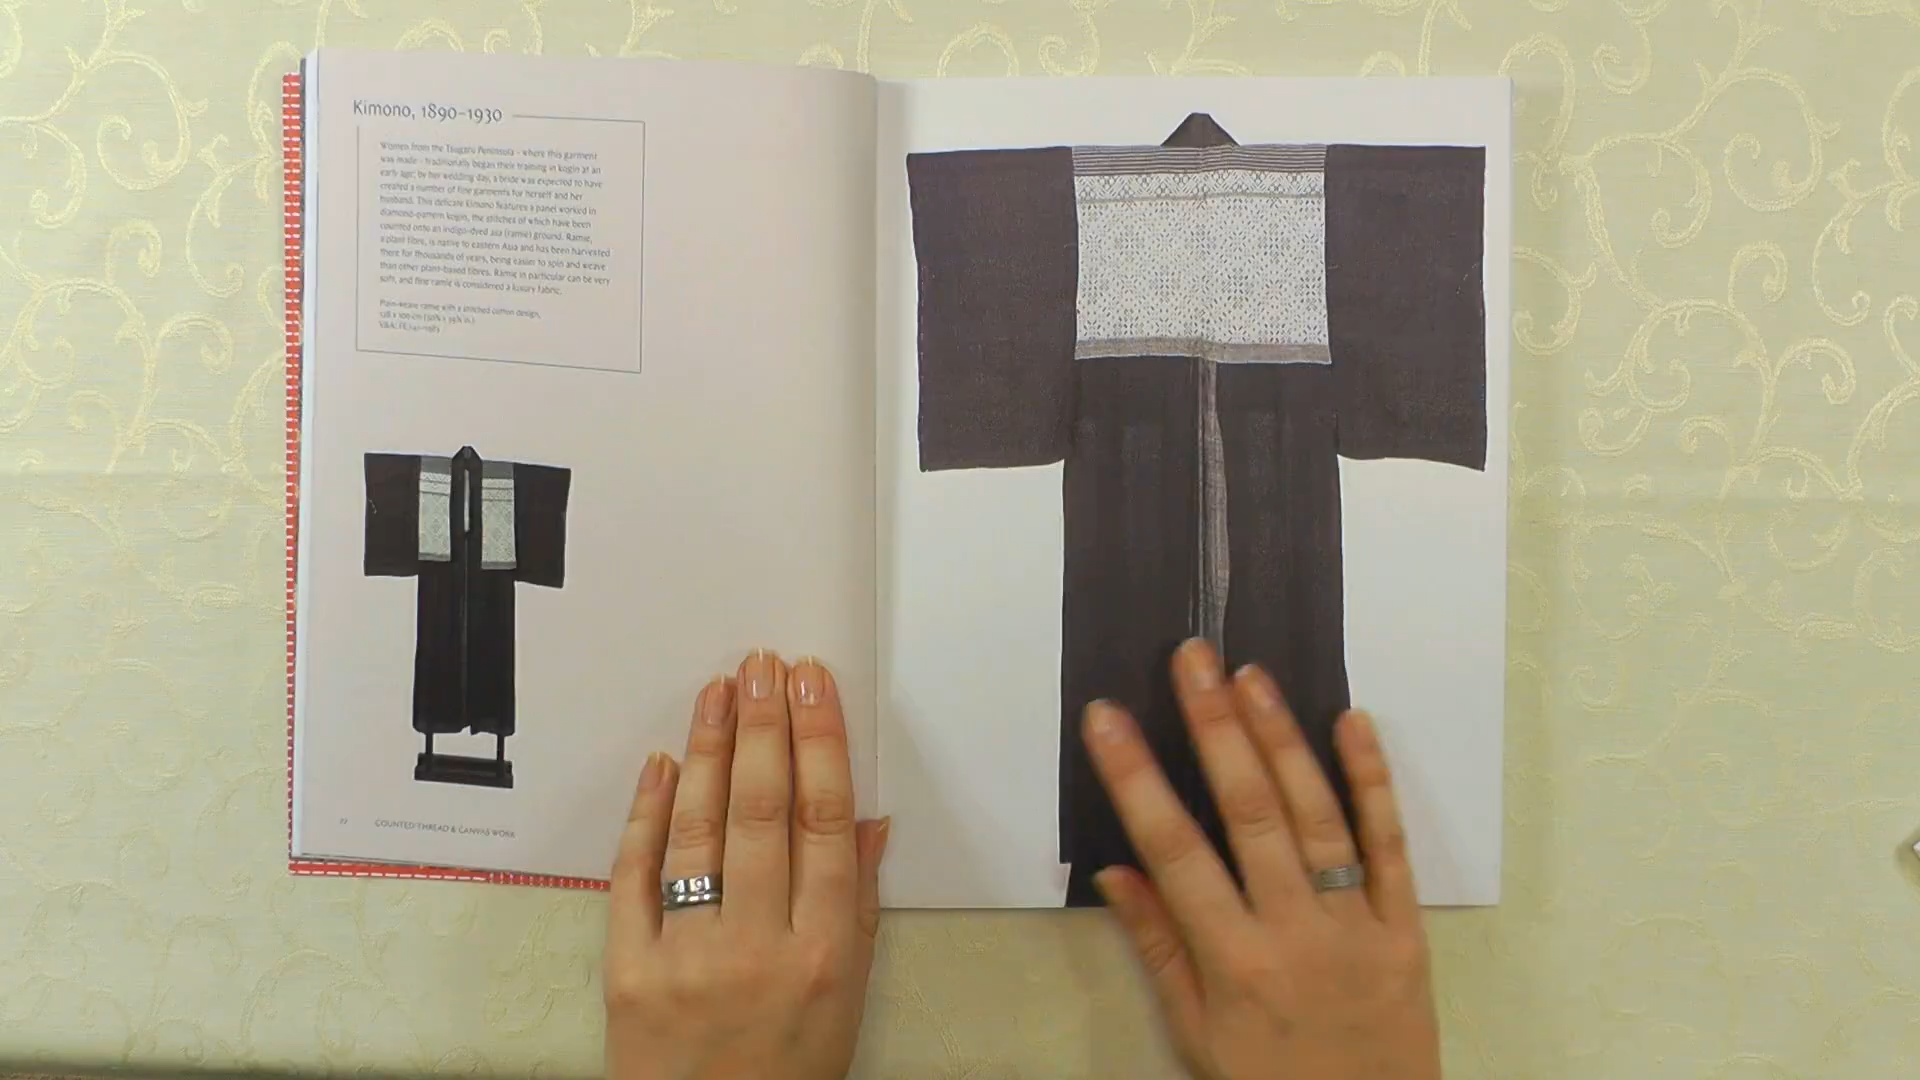 Kimono, 1890–1930
Women from the Tsugaru Peninsula - where this garment
was made - traditionally began their training in kogin at an
early age; by her wedding day, a bride was expected to have
created a number of fine garments for herself and her
husband. This delicate kimono features a panel worked in
diamond-pattern kogin, the stitches of which have been
counted onto an indigo-dyed asa (ramie) ground. Ramie,
a plant fibre, is native to eastern Asia and has been harvested
there for thousands of years, being easier to spin and weave
than other plant-based fibres. Ramie in particular can be very
soft, and fine ramie is considered a luxury fabric.
Plain-weave ramie with a stitched cotton design,
128 x 100 cm
V&A:
COUNTED THREAD & CANVAS WORK